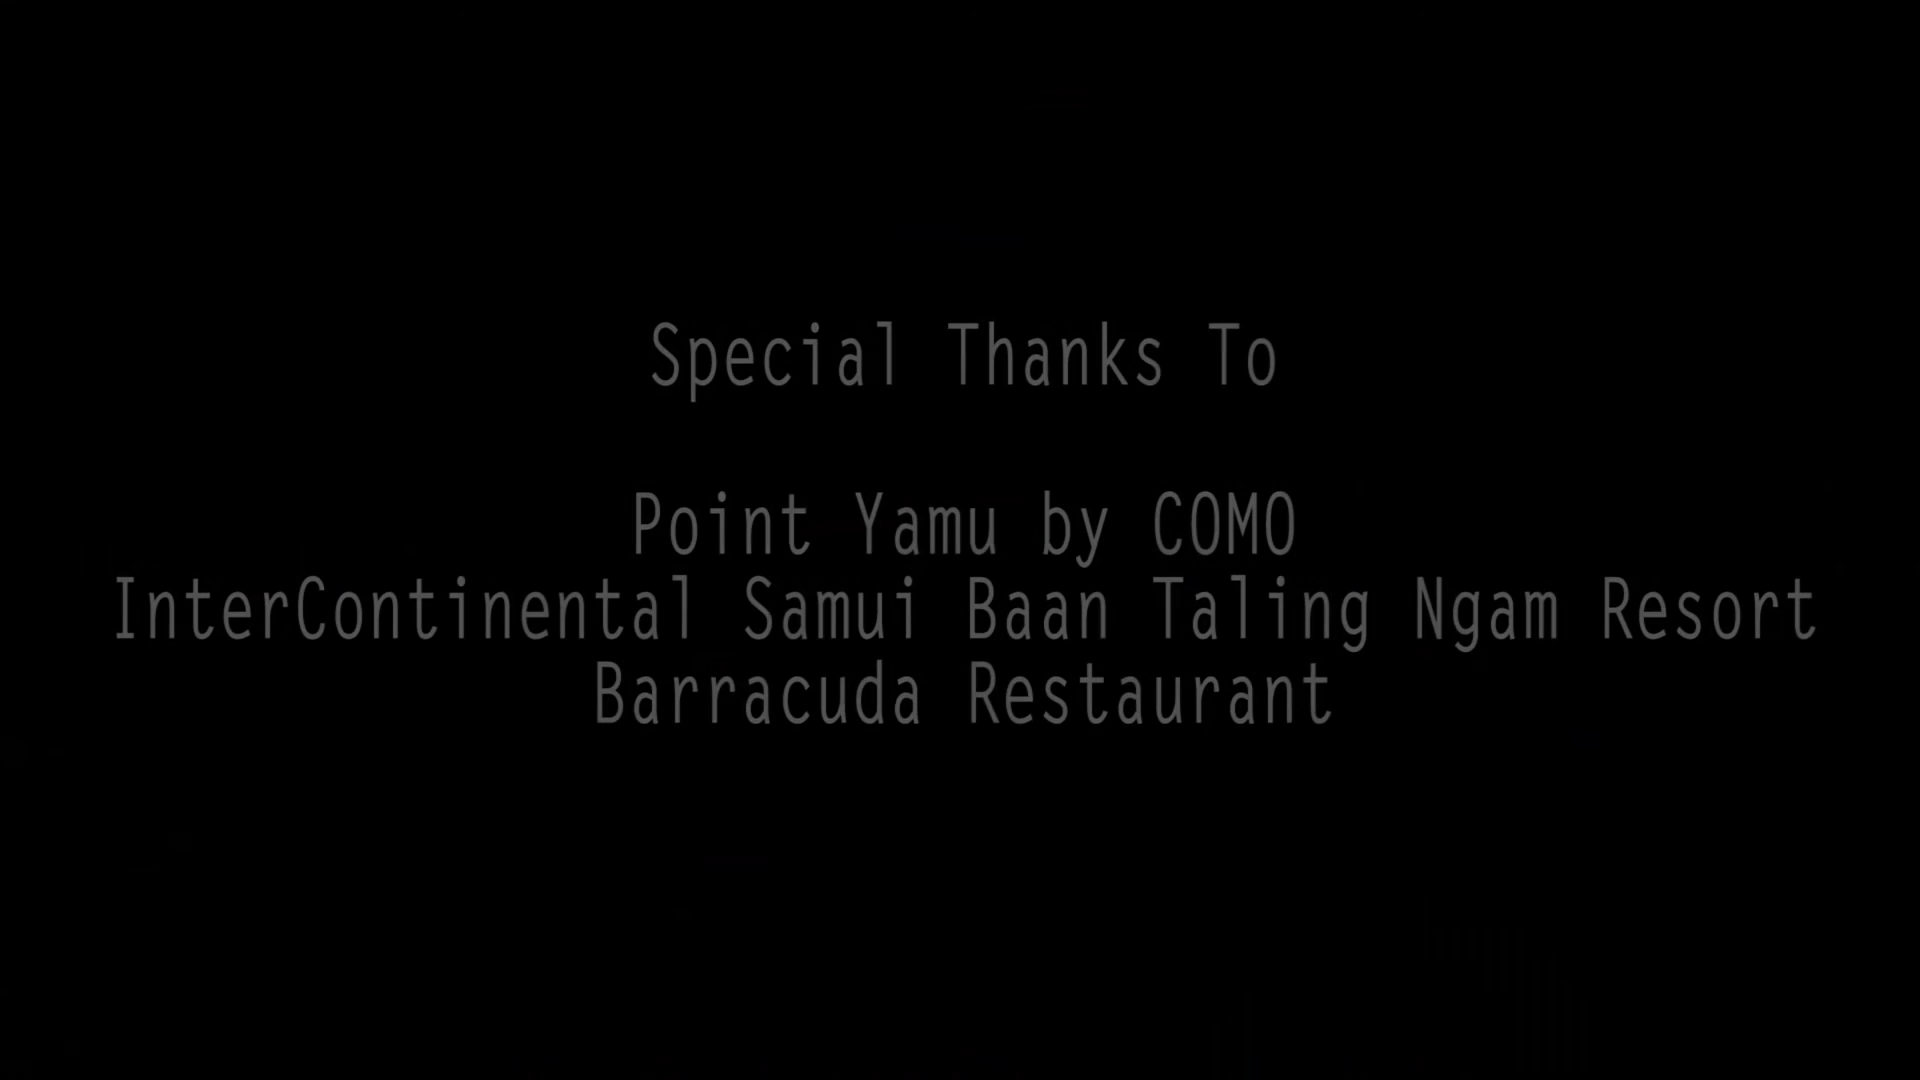 Special Thanks To
Point Yamu by COMO
InterContinental Samui Baan Taling Ngam Resort
Barracuda Restaurant